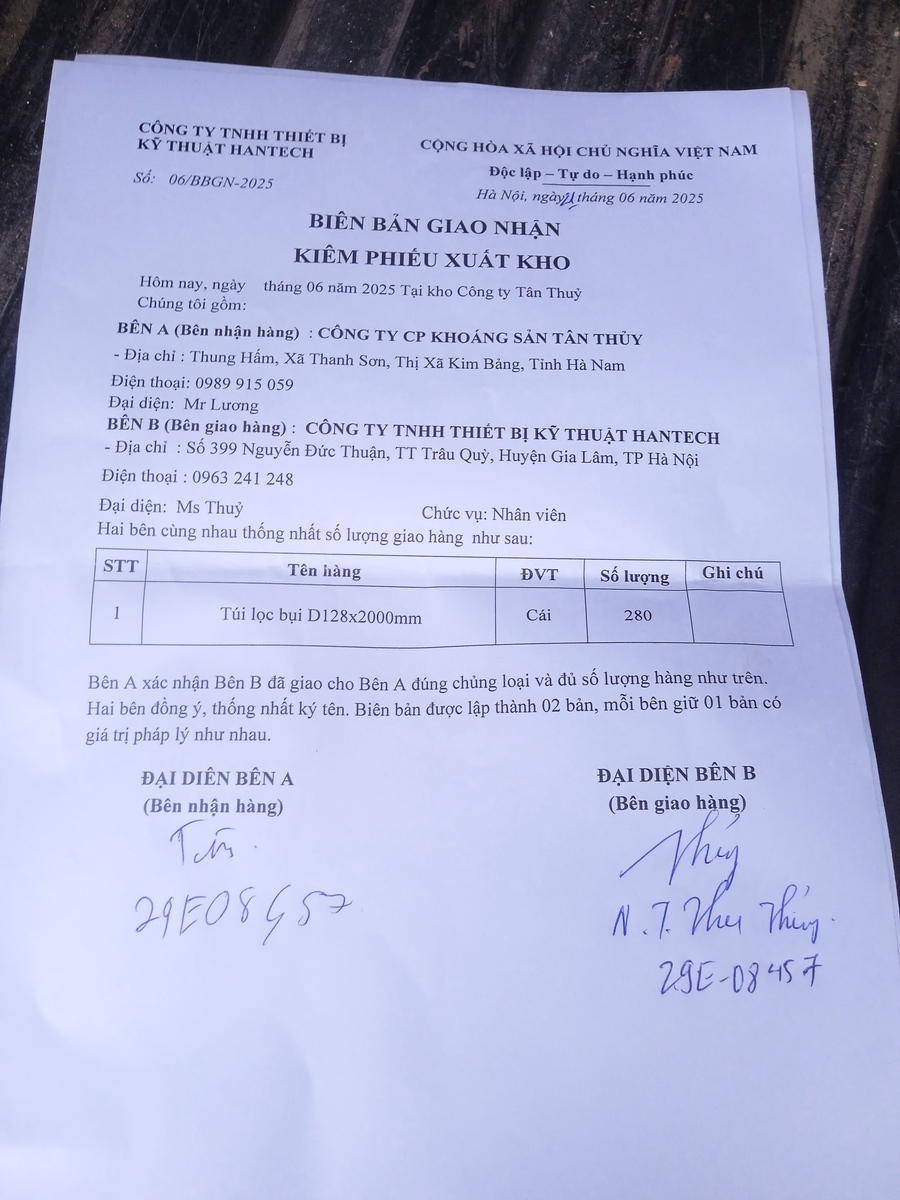 CÔNG TY TNHH THIẾT BỊ
KỸ THUẬT HANTECH
Số: 06/BBGN-2025
CỘNG HÒA XÃ HỘI CHỦ NGHĨA VIỆT NAM
Độc lập – Tự do – Hạnh phúc
Hà Nội, ngày tháng 06 năm 2025
BIÊN BẢN GIAO NHẬN
KIÊM PHIẾU XUẤT KHO
Hôm nay, ngày tháng 06 năm 2025 Tại kho Công ty Tân Thuỷ
Chúng tôi gồm:
BÊN A (Bên nhận hàng) : CÔNG TY CP KHOÁNG SẢN TÂN THỦY
- Địa chỉ : Thung Hấm, Xã Thanh Sơn, Thị Xã Kim Bảng, Tỉnh Hà Nam
Điện thoại: 0989 915 059
Đại diện: Mr Lương
BÊN B (Bên giao hàng) : CÔNG TY TNHH THIẾT BỊ KỸ THUẬT HANTECH
- Địa chỉ : Số 399 Nguyễn Đức Thuận, TT Trâu Quỳ, Huyện Gia Lâm, TP Hà Nội
Điện thoại : 0963 241 248
Đại diện: Ms Thuỷ Chức vụ: Nhân viên
Hai bên cùng nhau thống nhất số lượng giao hàng như sau:
STT Tên hàng ĐVT Số lượng Ghi chú
1 Túi lọc bụi D128x2000mm Cái 280
Bên A xác nhận Bên B đã giao cho Bên A đúng chủng loại và đủ số lượng hàng như trên.
Hai bên đồng ý, thống nhất ký tên. Biên bản được lập thành 02 bản, mỗi bên giữ 01 bản có
giá trị pháp lý như nhau.
ĐẠI DIÊN BÊN A ĐẠI DIỆN BÊN B
(Bên nhận hàng) (Bên giao hàng)
Thủy
29E08457 N.T. Thu Thủy.
29E-08457